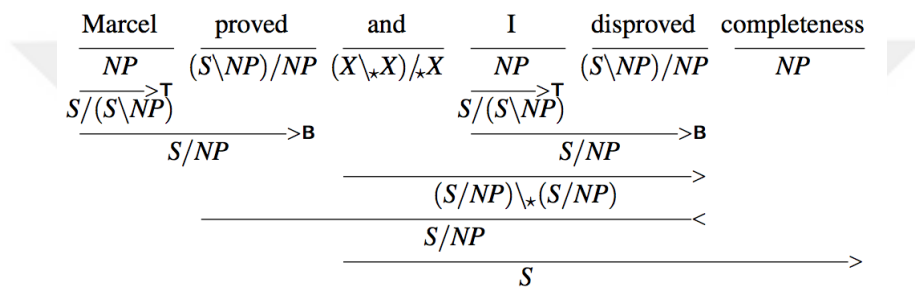 Marcel proved and I disproved completeness
NP (S\NP)/NP (X\⋆X)/⋆X NP (S\NP)/NP NP
>T >T
S/(S\NP) S/(S\NP)
>B >B
S/NP S/NP
>
(S/NP)\⋆(S/NP)
<
S/NP
>
S